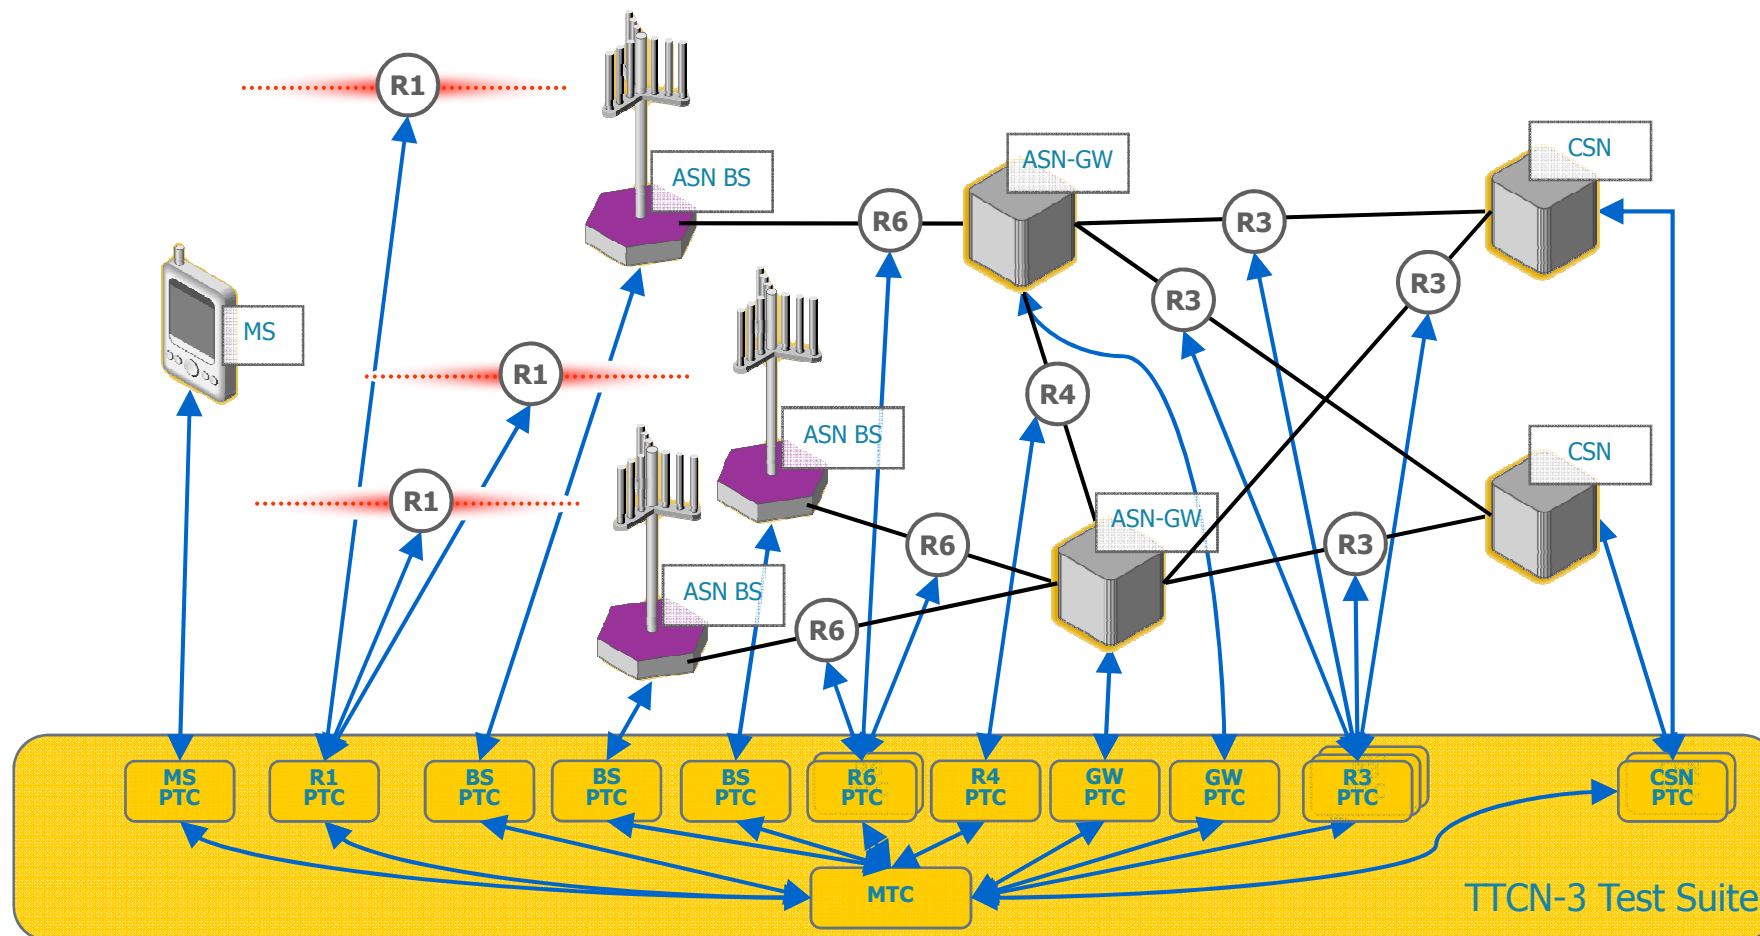 R1
ASN BS
ASN-GW
CSN
R6
R3
R3
R3
MS
R1
R4
ASN BS
CSN
R1
ASN-GW
R6
R3
ASN BS
R6
MS
PTC
R1
PTC
BS
PTC
BS
PTC
BS
PTC
R6
PTC
R4
PTC
GW
PTC
GW
PTC
R3
PTC
CSN
PTC
MTC
TTCN-3 Test Suite